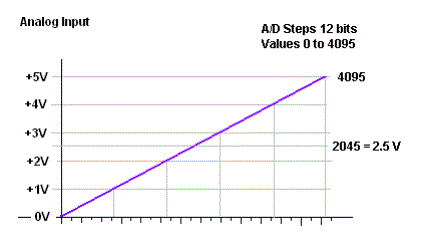 Analog Input
A/D Steps 12 bits
Values 0 to 4095
+5V
4095
+4V
+3V
2045 = 2.5 V
+2V
+1V
0V